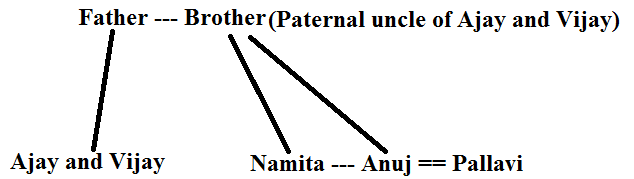 Father --- Brother(Paternal uncle of Ajay and Vijay)
Ajay and Vijay
Namita --- Anuj == Pallavi